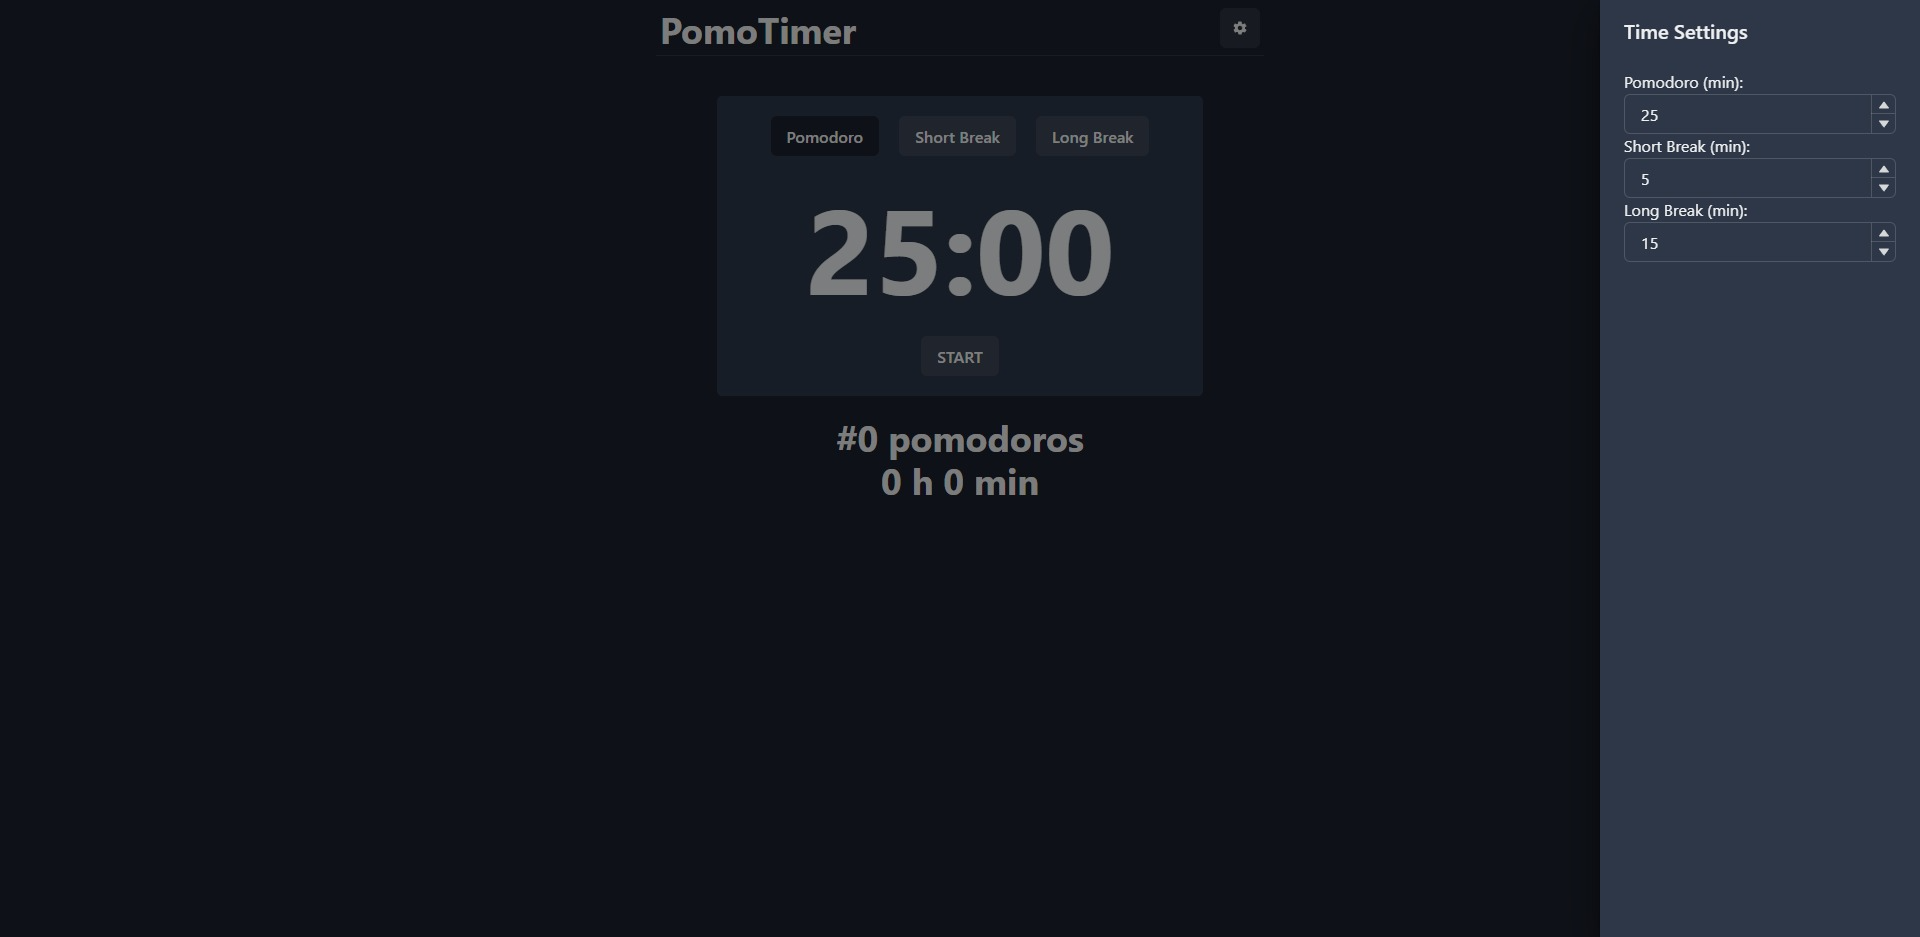 PomoTimer
Pomodoro Short Break Long Break
25:00
START
#0 pomodoros
0 h 0 min
Time Settings
Pomodoro (min):
25
Short Break (min):
5
Long Break (min):
15